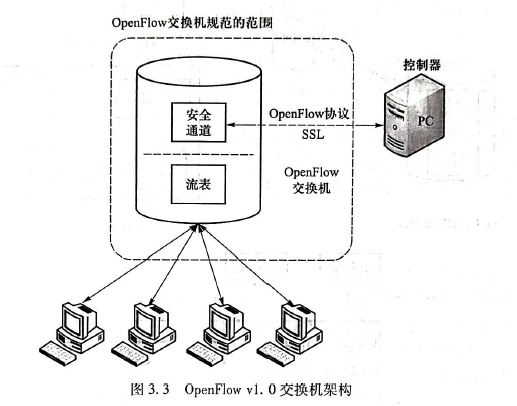 OpenFlow交换机规范的范围
控制器
安全
通道
OpenFlow协议
SSL
PC
流表
OpenFlow
交换机
图 3.3 OpenFlow v1.0 交换机架构